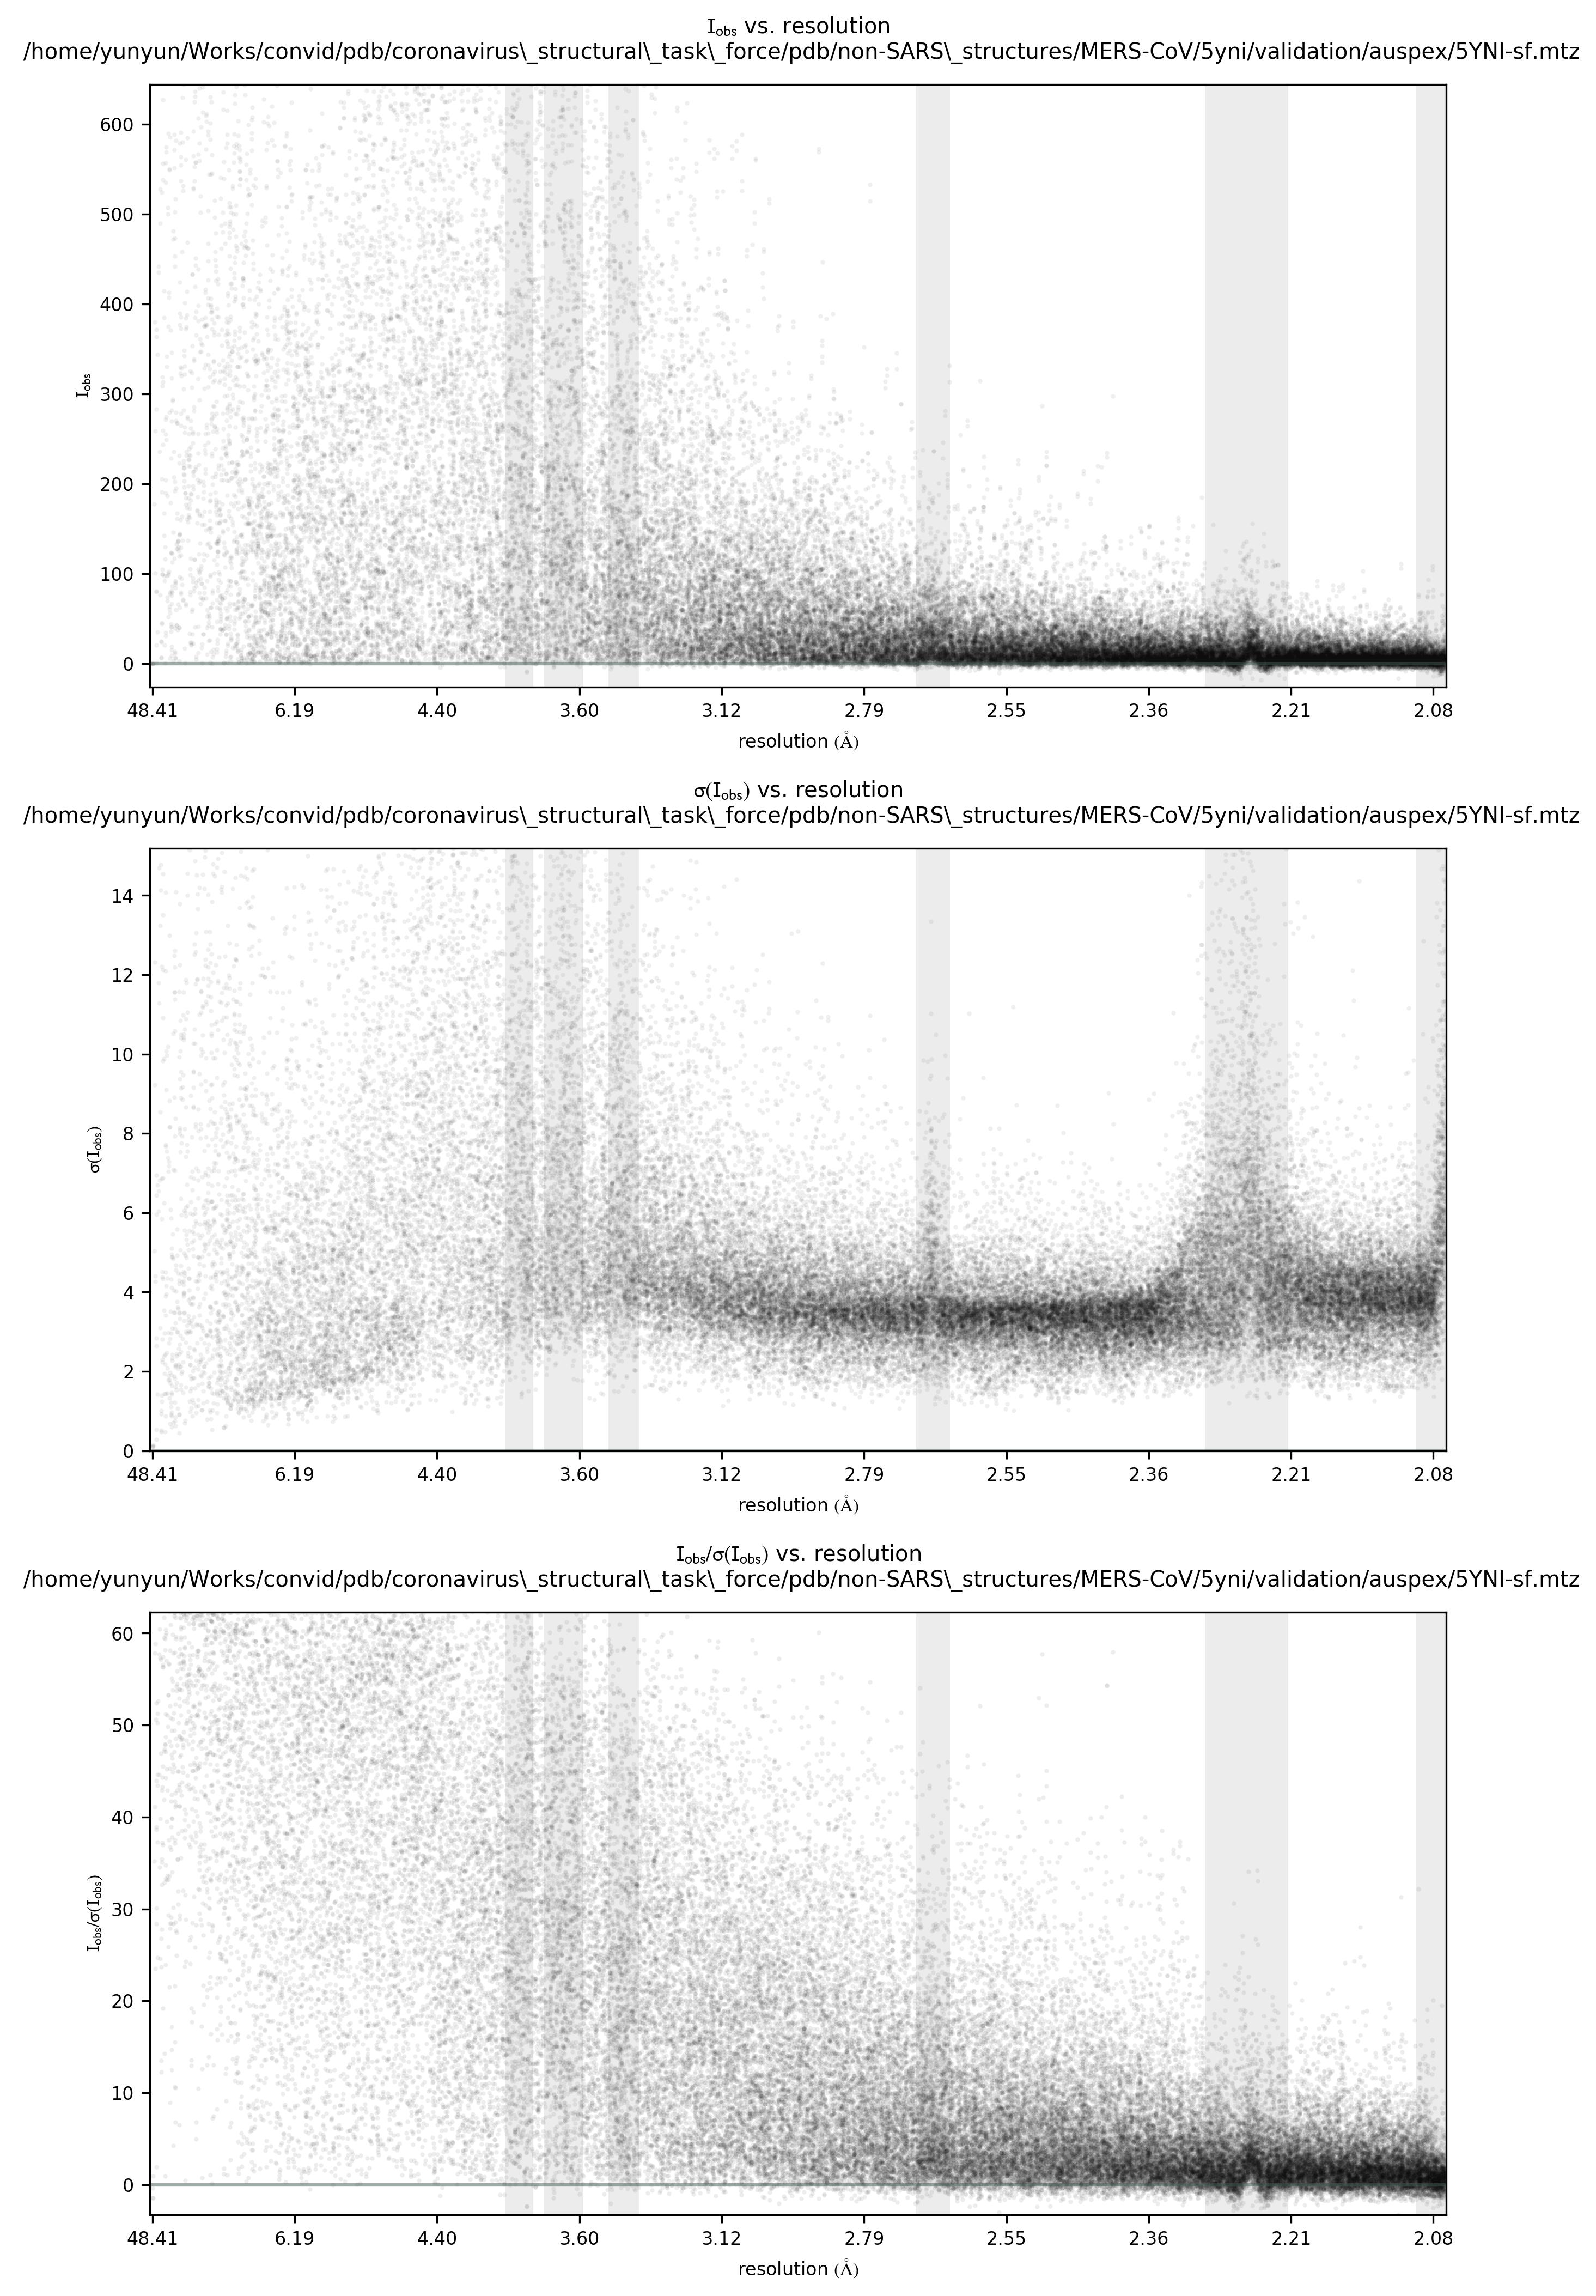 I_obs vs. resolution
/home/yunyun/Works/convid/pdb/coronavirus\_structural\_task\_force/pdb/non-SARS\_structures/MERS-CoV/5yni/validation/auspex/5YNI-sf.mtz
600
500
400
300
200
100
0
I_obs
48.41 6.19 4.40 3.60 3.12 2.79 2.55 2.36 2.21 2.08
resolution (Å)
σ(I_obs) vs. resolution
/home/yunyun/Works/convid/pdb/coronavirus\_structural\_task\_force/pdb/non-SARS\_structures/MERS-CoV/5yni/validation/auspex/5YNI-sf.mtz
14
12
10
8
6
4
2
0
σ(I_obs)
48.41 6.19 4.40 3.60 3.12 2.79 2.55 2.36 2.21 2.08
resolution (Å)
I_obs/σ(I_obs) vs. resolution
/home/yunyun/Works/convid/pdb/coronavirus\_structural\_task\_force/pdb/non-SARS\_structures/MERS-CoV/5yni/validation/auspex/5YNI-sf.mtz
60
50
40
30
20
10
0
I_obs/σ(I_obs)
48.41 6.19 4.40 3.60 3.12 2.79 2.55 2.36 2.21 2.08
resolution (Å)